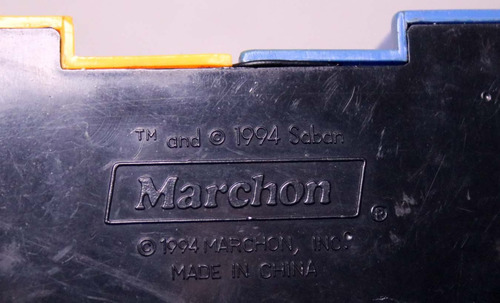 ™ and © 1994 Saban
Marchon
®
© 1994 MARCHON, INC.
MADE IN CHINA